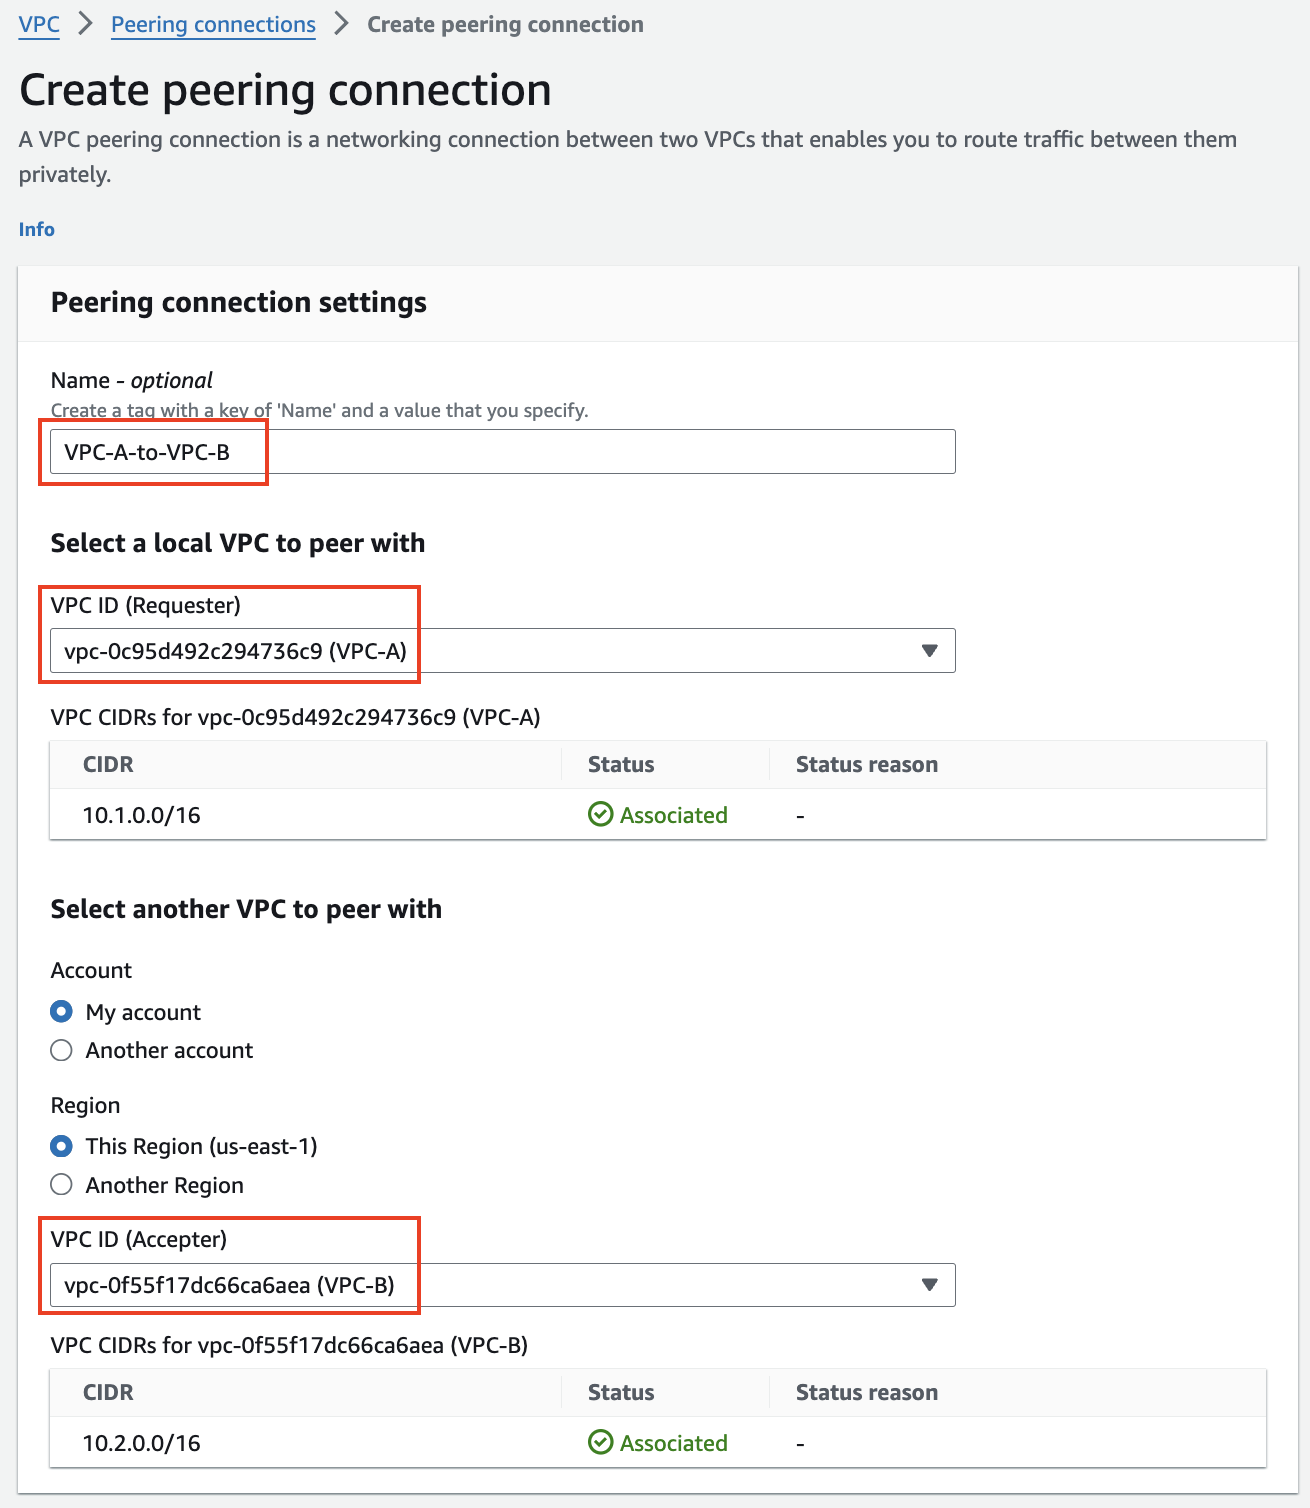 VPC > Peering connections > Create peering connection
Create peering connection
A VPC peering connection is a networking connection between two VPCs that enables you to route traffic between them
privately.
Info
Peering connection settings
Name - optional
Create a tag with a key of 'Name' and a value that you specify.
VPC-A-to-VPC-B
Select a local VPC to peer with
VPC ID (Requester)
vpc-0c95d492c294736c9 (VPC-A)
VPC CIDRs for vpc-0c95d492c294736c9 (VPC-A)
CIDR Status Status reason
10.1.0.0/16 Associated -
Select another VPC to peer with
Account
My account
Another account
Region
This Region (us-east-1)
Another Region
VPC ID (Accepter)
vpc-0f55f17dc66ca6aea (VPC-B)
VPC CIDRs for vpc-0f55f17dc66ca6aea (VPC-B)
CIDR Status Status reason
10.2.0.0/16 Associated -